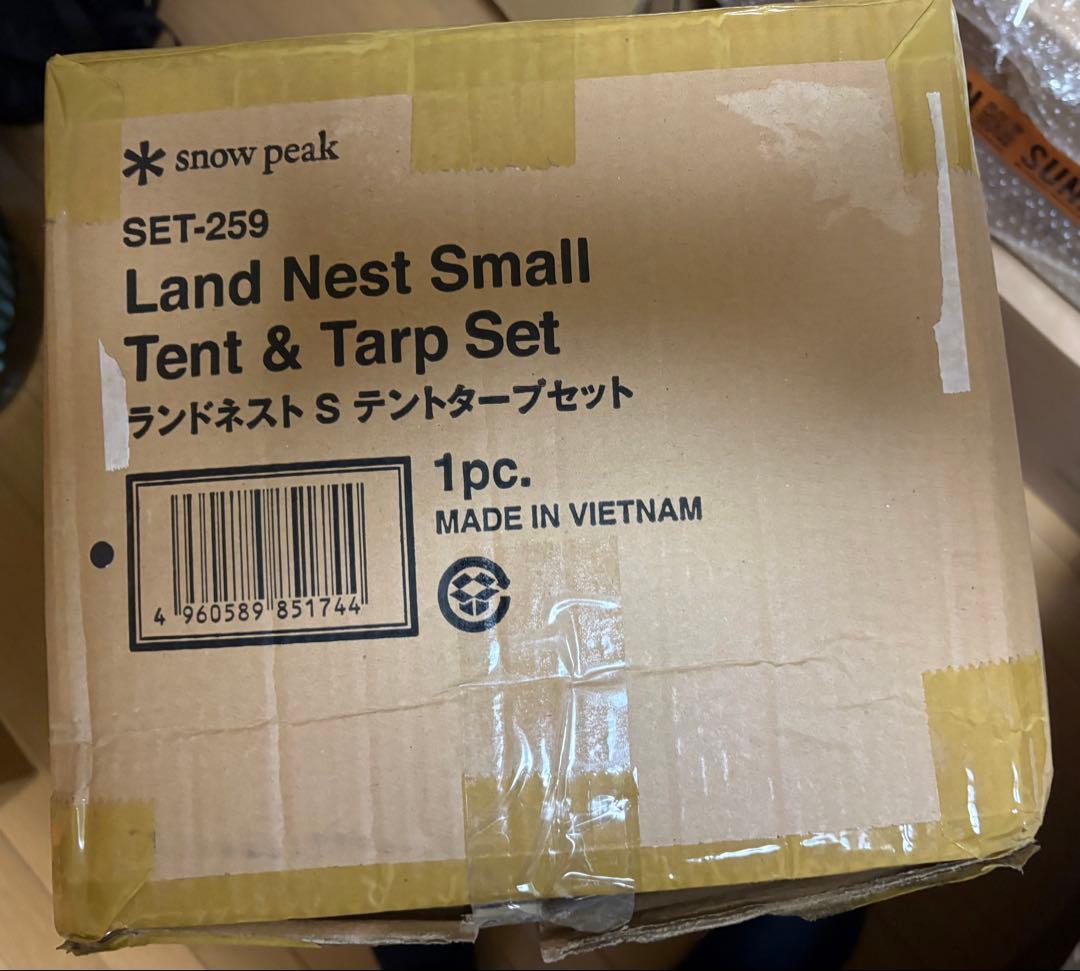 snow peak
SET-259
Land Nest Small
Tent & Tarp Set
ランドネスト S テントタープセット
1pc.
MADE IN VIETNAM
4 960589 851744
SUN